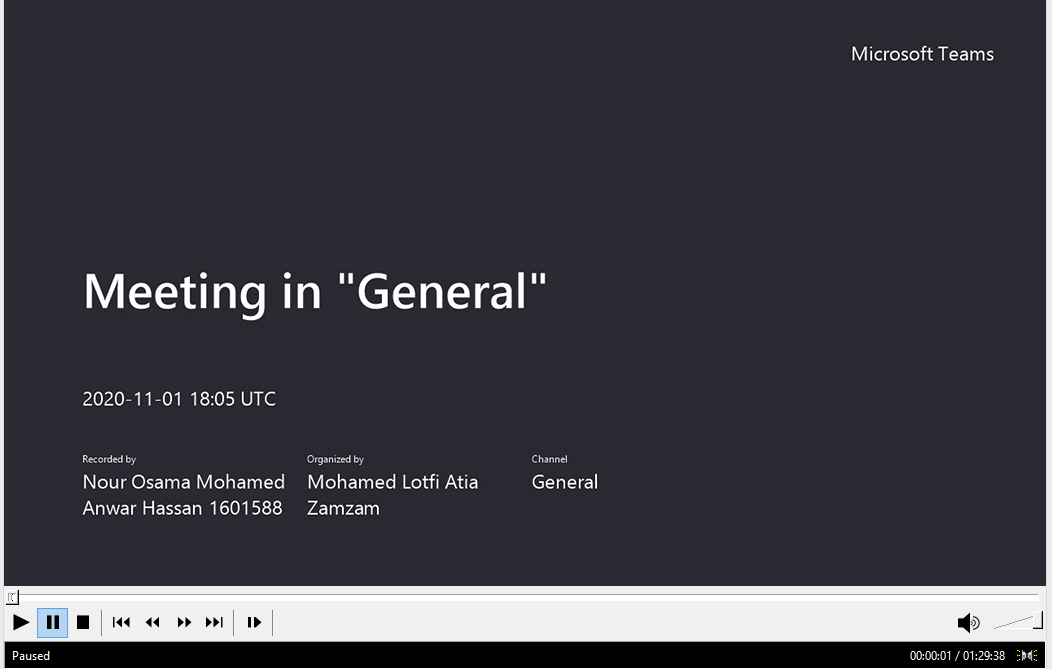 Microsoft Teams
Meeting in "General"
2020-11-01 18:05 UTC
Recorded by
Nour Osama Mohamed
Anwar Hassan 1601588
Organized by
Mohamed Lotfi Atia
Zamzam
Channel
General
Paused
00:00:01 / 01:29:38